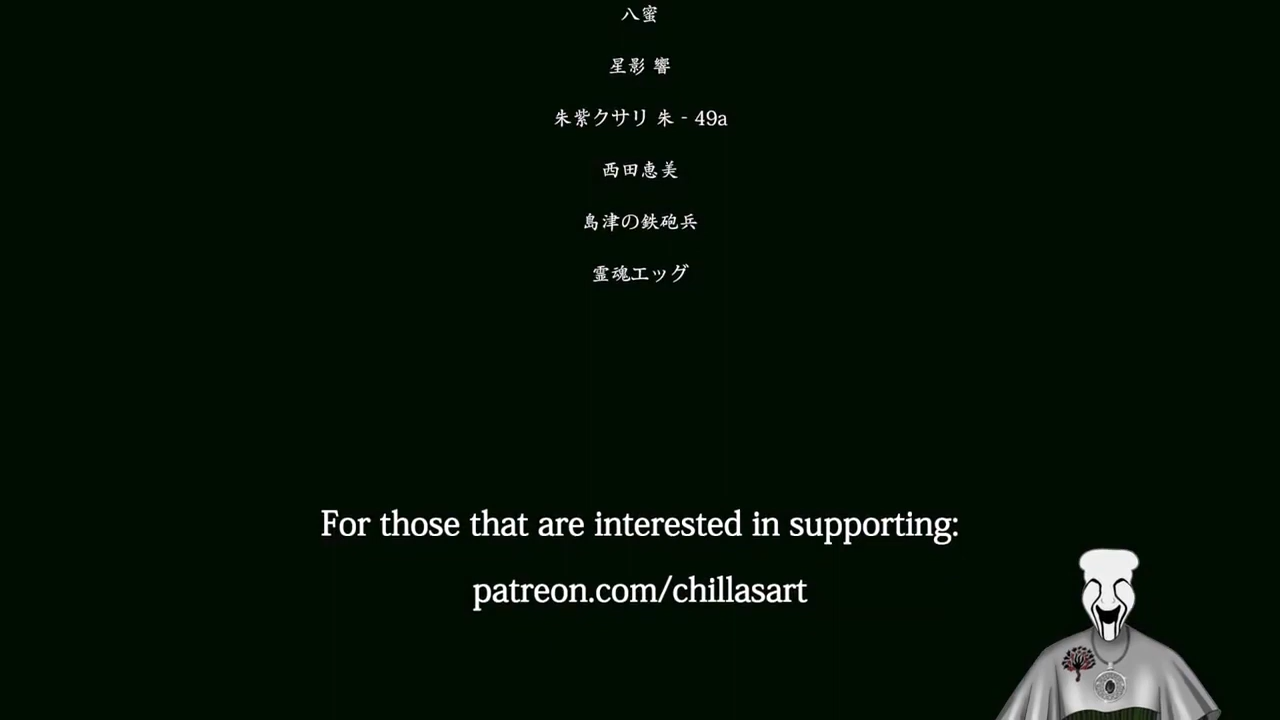 八蜜
星影 響
朱紫クサリ 朱 - 49a
西田恵美
島津の鉄砲兵
霊魂エッグ
For those that are interested in supporting:
patreon.com/chillasart